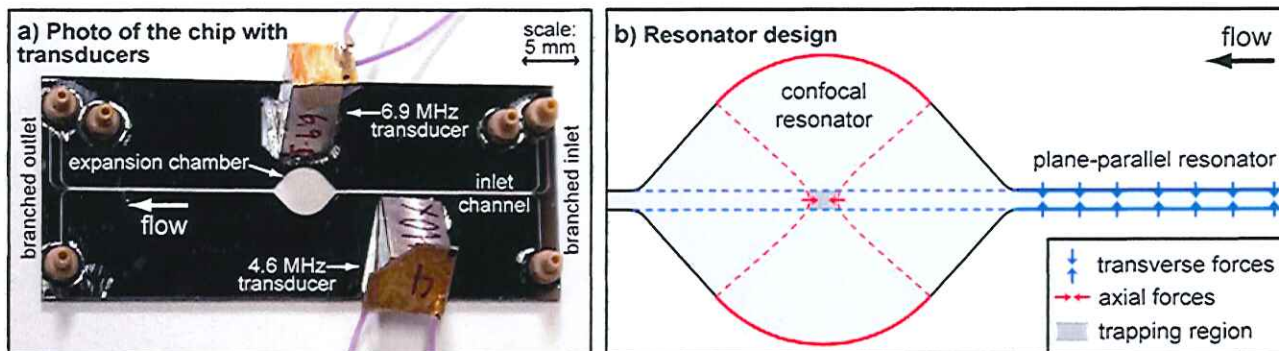 a) Photo of the chip with
transducers
scale:
5 mm
6.9 MHz
transducer
expansion chamber
branched outlet
inlet
channel
branched inlet
flow
4.6 MHz
transducer
b) Resonator design
flow
confocal
resonator
plane-parallel resonator
transverse forces
axial forces
trapping region